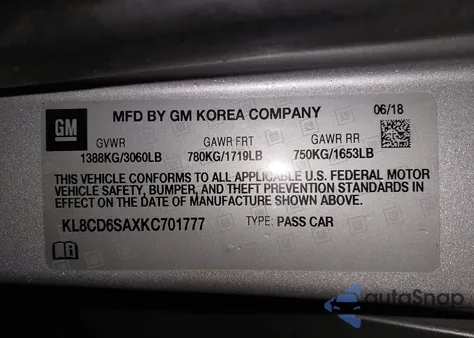 GM
MFD BY GM KOREA COMPANY
06/18
GVWR GAWR FRT GAWR RR
1388KG/3060LB 780KG/1719LB 750KG/1653LB
THIS VEHICLE CONFORMS TO ALL APPLICABLE U.S. FEDERAL MOTOR
VEHICLE SAFETY, BUMPER, AND THEFT PREVENTION STANDARDS IN
EFFECT ON THE DATE OF MANUFACTURE SHOWN ABOVE.
KL8CD6SAXKC701777 TYPE: PASS CAR
autoSnap